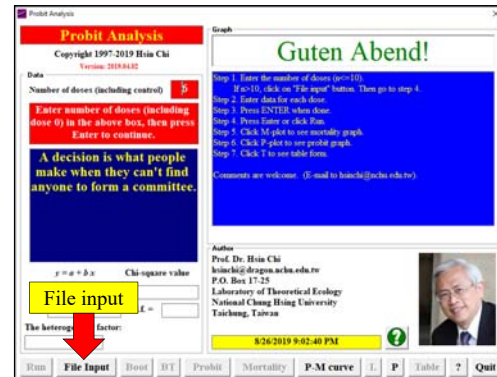 Probit Analysis
Probit Analysis
Copyright 1997-2019 Hsin Chi
Version: 2019.04.02
Data
Number of doses (including control)
5
Enter number of doses (including
dose 0) in the above box, then press
Enter to continue.
A decision is what people
make when they can't find
anyone to form a committee.
y = a + b x
Chi-square value
File input
The heterogeneity factor:
Graph
Guten Abend!
Step 1. Enter the number of doses (n<=10).
If n>10, click on "File input" button. Then go to step 4.
Step 2. Enter data for each dose.
Step 3. Press ENTER when done.
Step 4. Press Enter or click Run.
Step 5. Click M-plot to see mortality graph.
Step 6. Click P-plot to see probit graph.
Step 7. Click T to see table form.
Comments are welcome. (E-mail to hsinchi@nchu.edu.tw).
Author
Prof. Dr. Hsin Chi
hsinchi@dragon.nchu.edu.tw
P.O. Box 17-25
Laboratory of Theoretical Ecology
National Chung Hsing University
Taichung, Taiwan
8/26/2019 9:02:40 PM
?
Run File Input Boot BT Probit Mortality P-M curve L P Table ? Quit